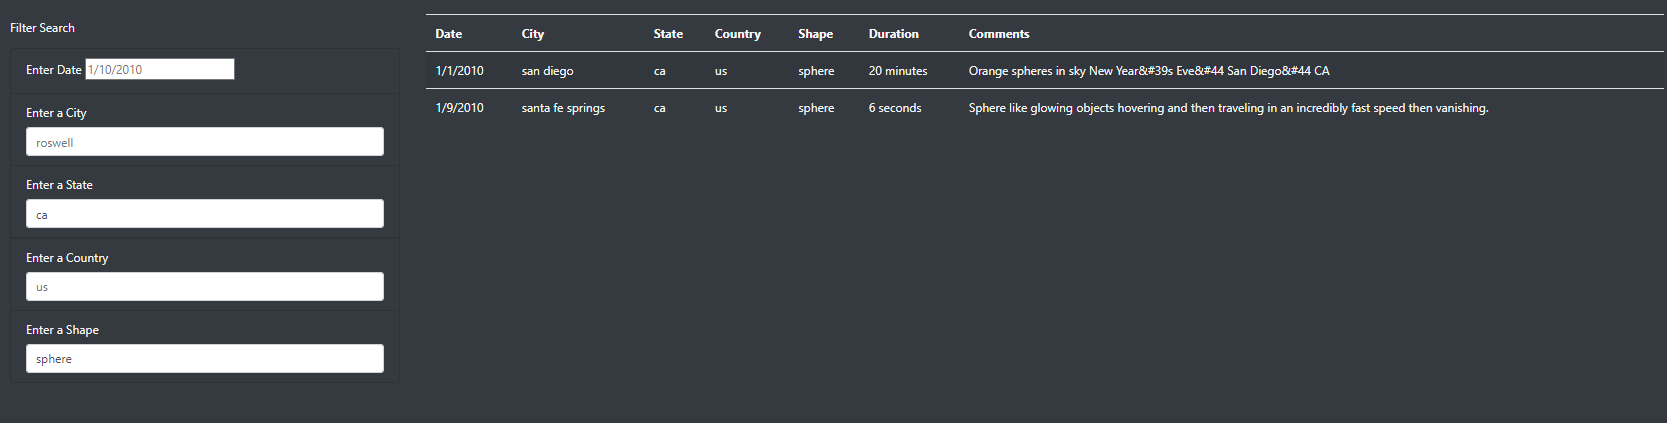 Filter Search
Enter Date 1/10/2010
Enter a City
roswell
Enter a State
ca
Enter a Country
us
Enter a Shape
sphere
Date City State Country Shape Duration Comments
1/1/2010 san diego ca us sphere 20 minutes Orange spheres in sky New Year&#39s Eve&#44 San Diego&#44 CA
1/9/2010 santa fe springs ca us sphere 6 seconds Sphere like glowing objects hovering and then traveling in an incredibly fast speed then vanishing.